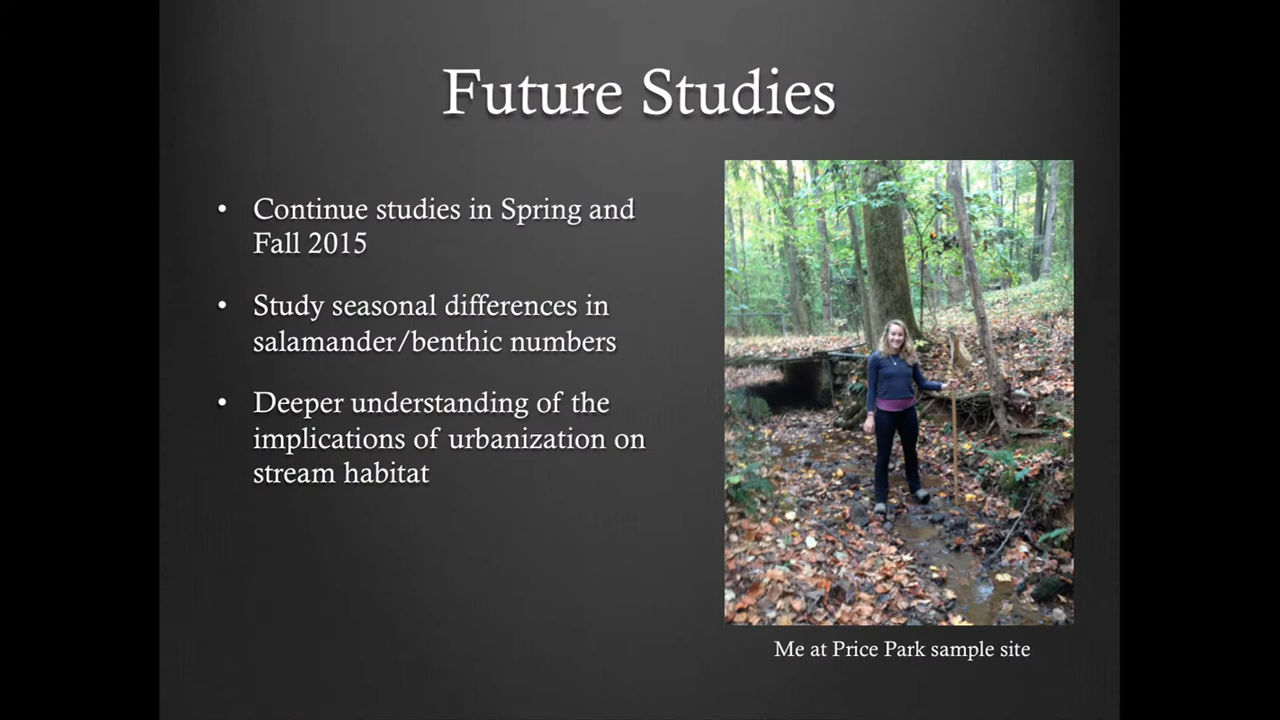 Future Studies
• Continue studies in Spring and
Fall 2015
• Study seasonal differences in
salamander/benthic numbers
• Deeper understanding of the
implications of urbanization on
stream habitat
Me at Price Park sample site